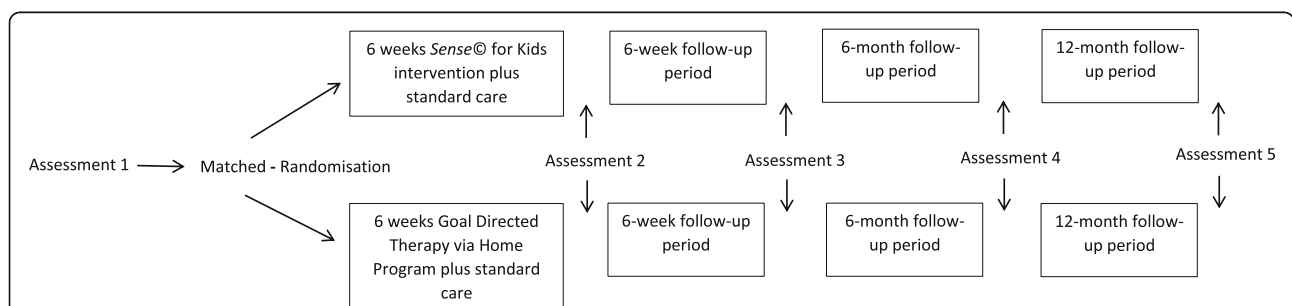 6 weeks Sense© for Kids
intervention plus
standard care
6-week follow-up
period
6-month follow-
up period
12-month follow-
up period
Assessment 1
Matched - Randomisation
Assessment 2
Assessment 3
Assessment 4
Assessment 5
6 weeks Goal Directed
Therapy via Home
Program plus standard
care
6-week follow-up
period
6-month follow-
up period
12-month follow-
up period